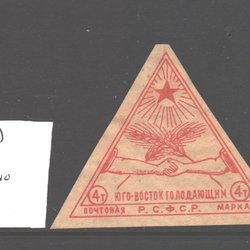 4т ЮГО-ВОСТОК ГОЛОДАЮЩИМ 4т
ПОЧТОВАЯ Р.С.Ф.С.Р. МАРКА